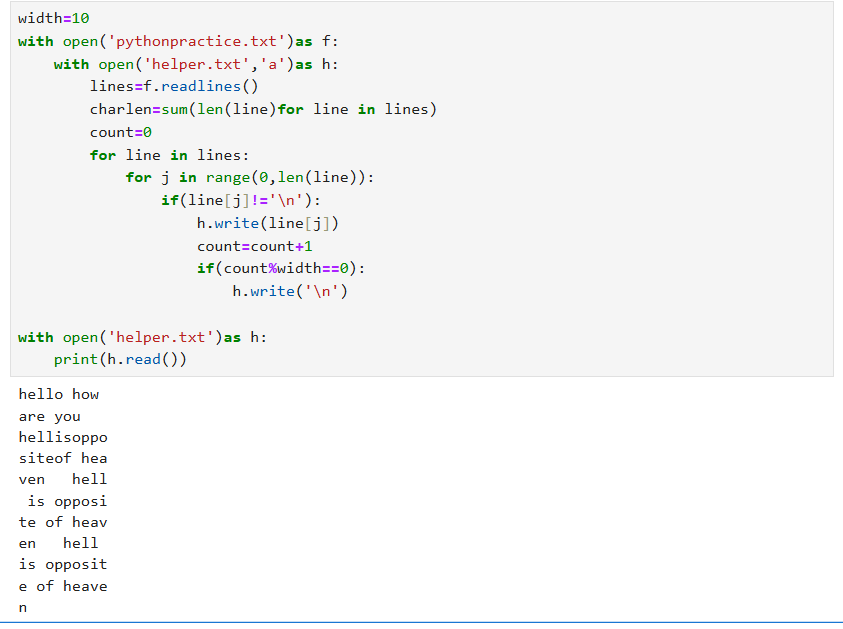 width=10
with open('pythonpractice.txt')as f:
    with open('helper.txt','a')as h:
        lines=f.readlines()
        charlen=sum(len(line)for line in lines)
        count=0
        for line in lines:
            for j in range(0,len(line)):
                if(line[j]!='\n'):
                    h.write(line[j])
                    count=count+1
                    if(count%width==0):
                        h.write('\n')

with open('helper.txt')as h:
    print(h.read())
hello how
are you
hellisoppo
siteof hea
ven   hell
 is opposi
te of heav
en   hell
is opposit
e of heave
n